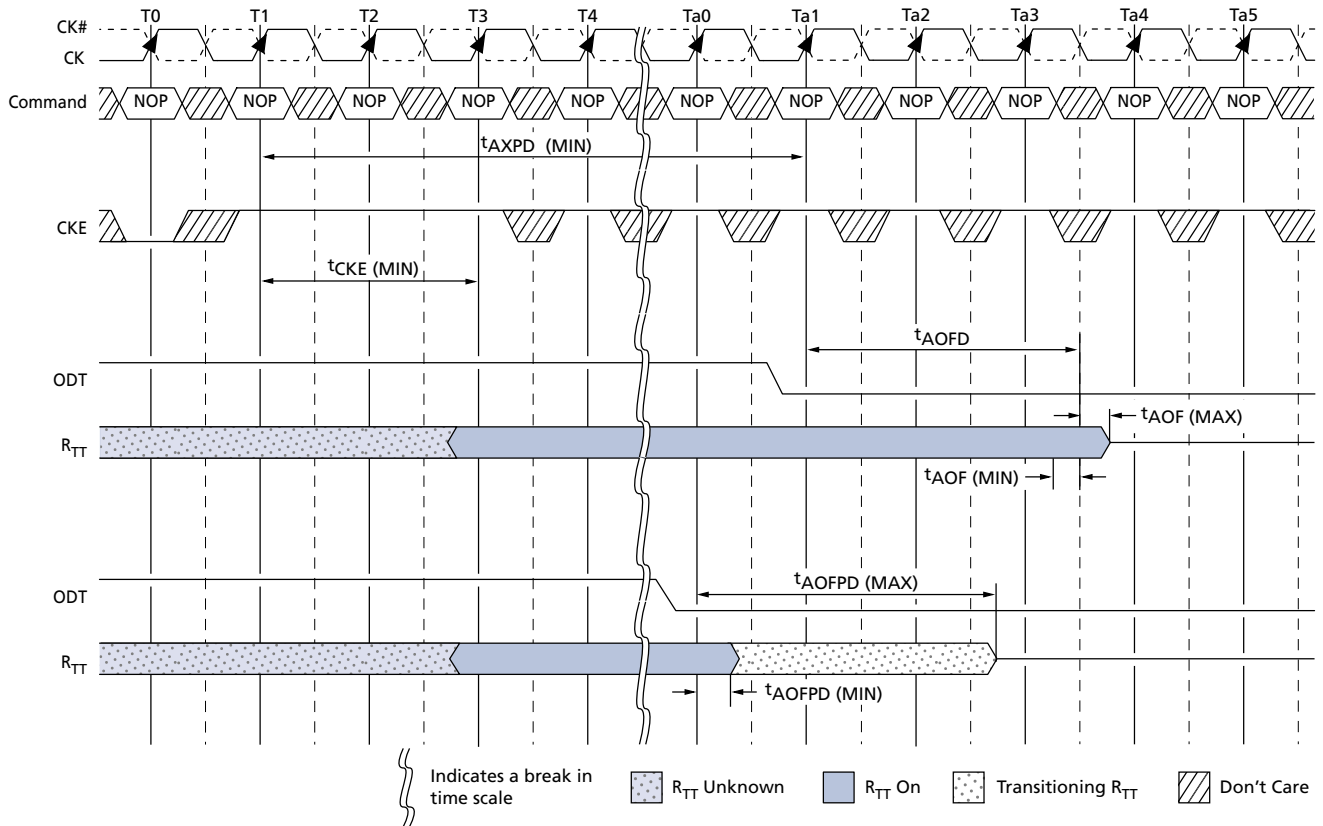 T0 T1 T2 T3 T4 Ta0 Ta1 Ta2 Ta3 Ta4 Ta5
CK#
CK
Command NOP NOP NOP NOP NOP NOP NOP NOP NOP NOP NOP
tAXPD (MIN)
CKE
tCKE (MIN)
tAOFD
ODT
tAOF (MAX)
RTT
tAOF (MIN)
tAOFPD (MAX)
ODT
RTT
tAOFPD (MIN)
Indicates a break in
time scale
RTT Unknown
RTT On
Transitioning RTT
Don't Care